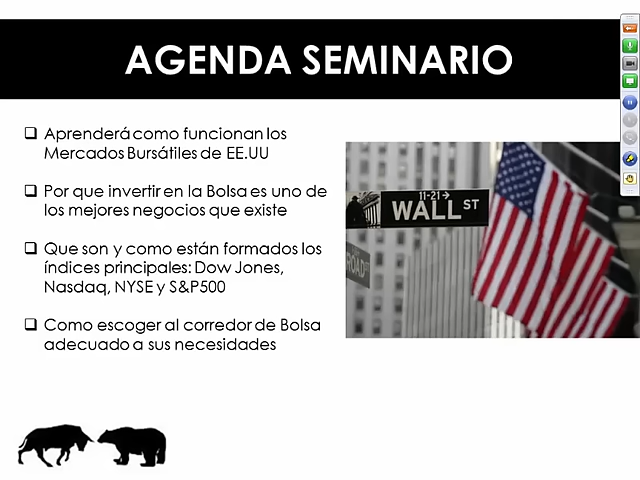 AGENDA SEMINARIO
Aprenderá como funcionan los
Mercados Bursátiles de EE.UU
Por que invertir en la Bolsa es uno de
los mejores negocios que existe
Que son y como están formados los
índices principales: Dow Jones,
Nasdaq, NYSE y S&P500
Como escoger al corredor de Bolsa
adecuado a sus necesidades
11-21
WALL ST